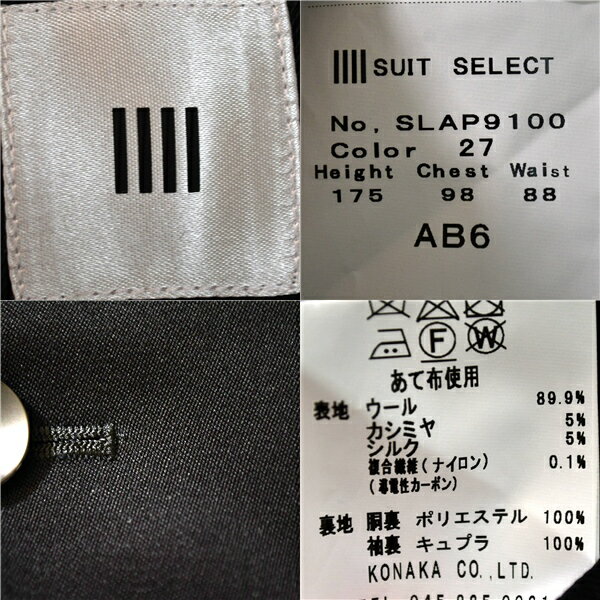 SUIT SELECT
No, SLAP9100
Color 27
Height Chest Waist
175 98 88
AB6
F
W
あて布使用
表地 ウール 89.9%
カシミヤ 5%
シルク 5%
複合繊維(ナイロン) 0.1%
(導電性カーボン)
裏地 胴裏 ポリエステル 100%
袖裏 キュプラ 100%
KONAKA CO.,LTD.